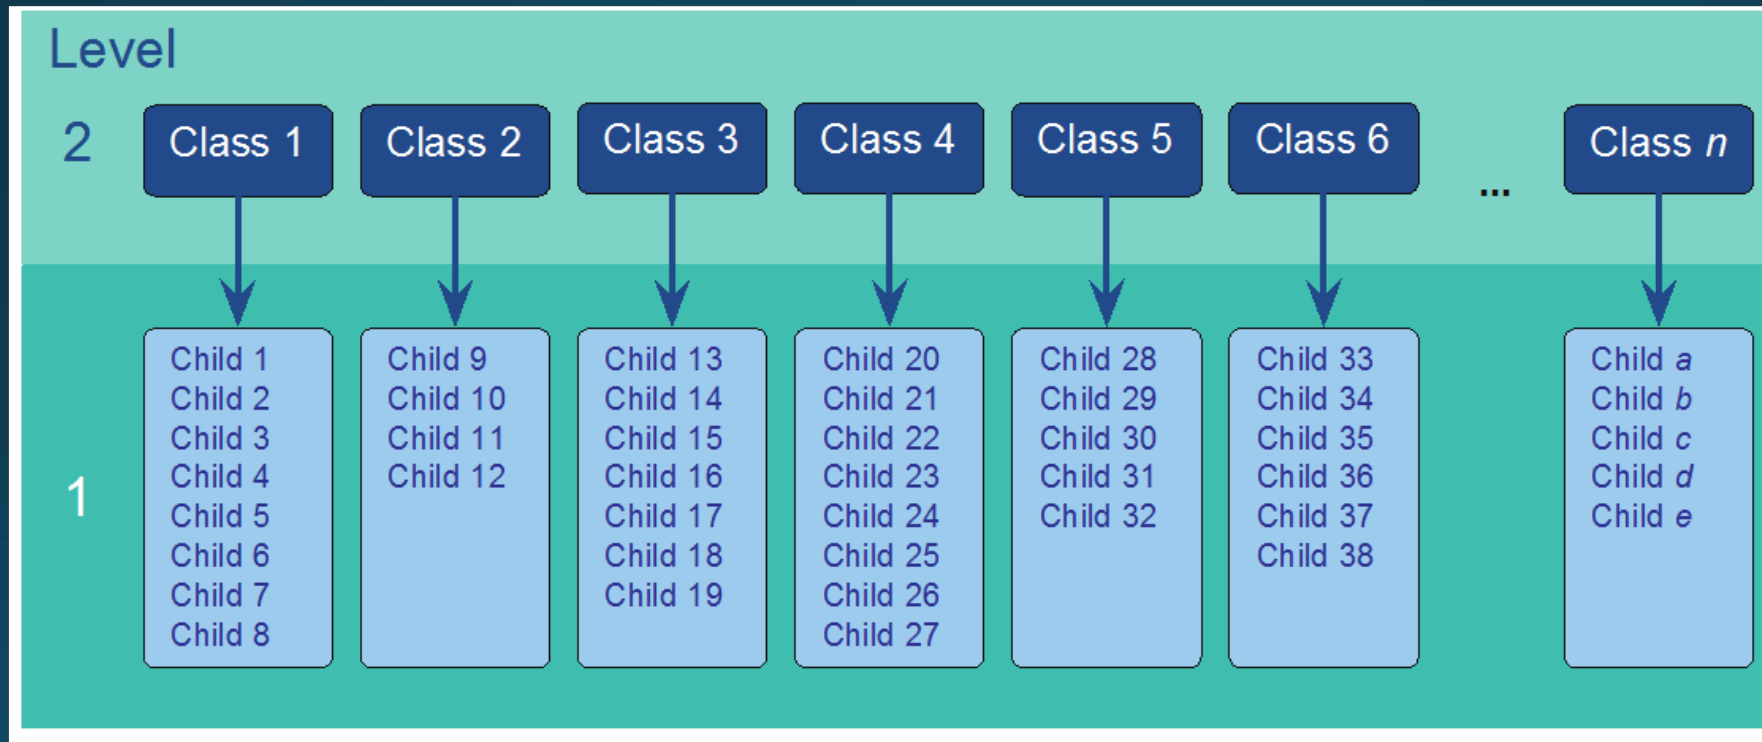 Level
2
Class 1
Class 2
Class 3
Class 4
Class 5
Class 6
...
Class n
1
Child 1
Child 2
Child 3
Child 4
Child 5
Child 6
Child 7
Child 8
Child 9
Child 10
Child 11
Child 12
Child 13
Child 14
Child 15
Child 16
Child 17
Child 18
Child 19
Child 20
Child 21
Child 22
Child 23
Child 24
Child 25
Child 26
Child 27
Child 28
Child 29
Child 30
Child 31
Child 32
Child 33
Child 34
Child 35
Child 36
Child 37
Child 38
Child a
Child b
Child c
Child d
Child e